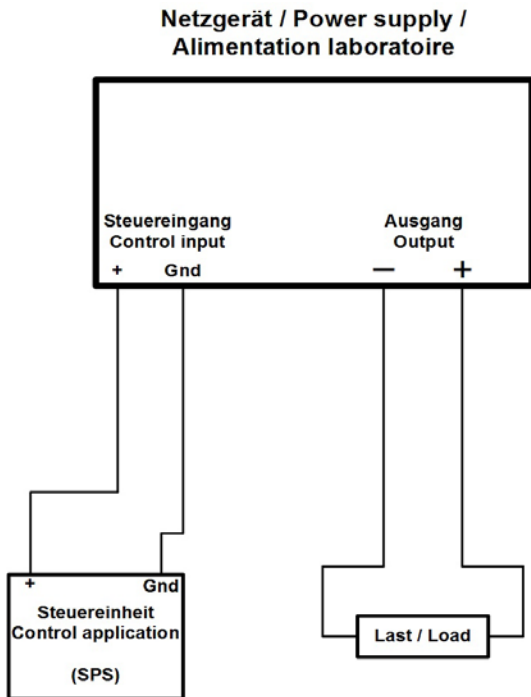 Netzgerät / Power supply /
Alimentation laboratoire
Steuereingang
Control input
+ Gnd
Ausgang
Output
— +
+ Gnd
Steuereinheit
Control application
(SPS)
Last / Load